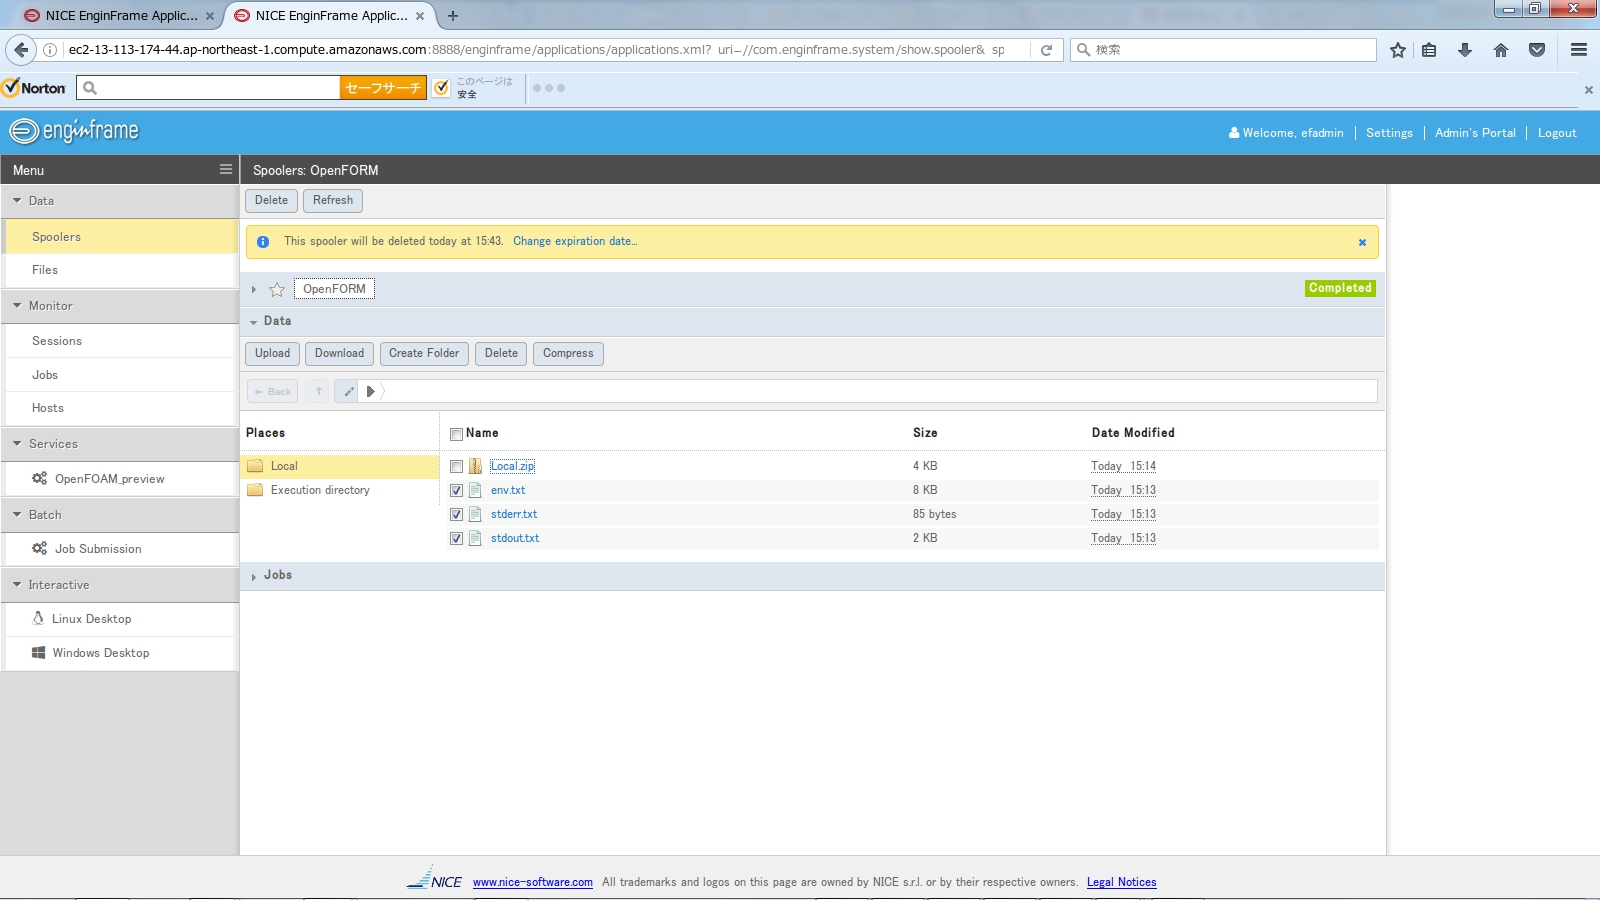 NICE EnginFrame Applic...
NICE EnginFrame Applic...
ec2-13-113-174-44.ap-northeast-1.compute.amazonaws.com:8888/enginframe/applications/applications.xml?_uri=//com.enginframe.system/show.spooler&_sp
検索
Norton
セーフサーチ
このページは
安全
enginframe
Welcome, efadmin
Settings
Admin's Portal
Logout
Menu
Spoolers: OpenFORM
Data
Spoolers
Files
Monitor
Sessions
Jobs
Hosts
Services
OpenFOAM_preview
Batch
Job Submission
Interactive
Linux Desktop
Windows Desktop
Delete
Refresh
This spooler will be deleted today at 15:43. Change expiration date...
OpenFORM
Completed
Data
Upload
Download
Create Folder
Delete
Compress
Back
Places
Local
Execution directory
Name Size Date Modified
Local.zip 4 KB Today 15:14
env.txt 8 KB Today 15:13
stderr.txt 85 bytes Today 15:13
stdout.txt 2 KB Today 15:13
Jobs
NICE www.nice-software.com All trademarks and logos on this page are owned by NICE s.r.l. or by their respective owners. Legal Notices